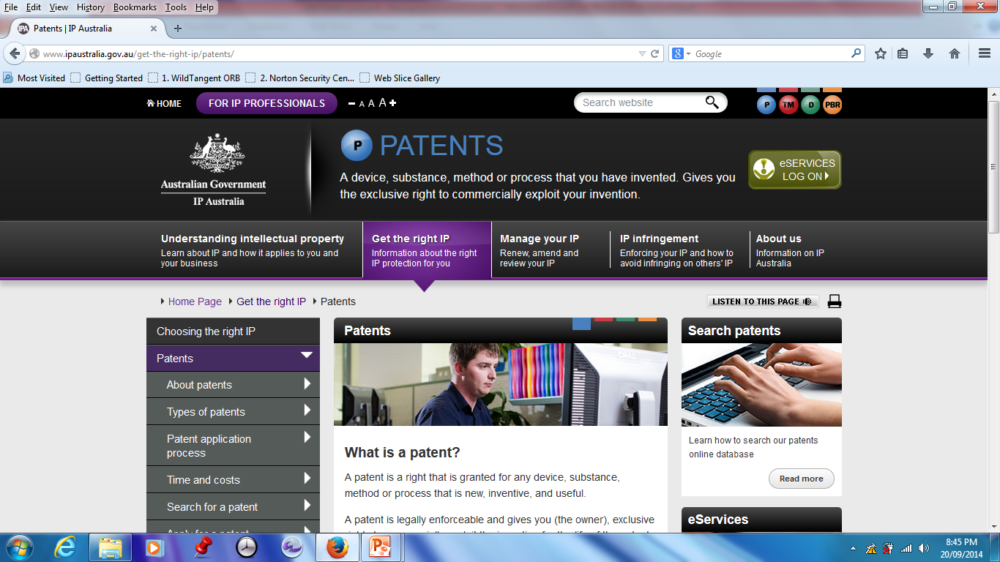 File Edit View History Bookmarks Tools Help
IPA Patents | IP Australia
www.ipaustralia.gov.au/get-the-right-ip/patents/
Google
Most Visited Getting Started 1. WildTangent ORB 2. Norton Security Cen... Web Slice Gallery
HOME FOR IP PROFESSIONALS A A A Search website P TM D PBR
P PATENTS
A device, substance, method or process that you have invented. Gives you
the exclusive right to commercially exploit your invention.
Australian Government
IP Australia
eSERVICES
LOG ON
Understanding intellectual property
Learn about IP and how it applies to you and
your business
Get the right IP
Information about the right
IP protection for you
Manage your IP
Renew, amend and
review your IP
IP infringement
Enforcing your IP and how to
avoid infringing on others' IP
About us
Information on IP
Australia
Home Page Get the right IP Patents
LISTEN TO THIS PAGE
Choosing the right IP
Patents
About patents
Types of patents
Patent application
process
Time and costs
Search for a patent
Apply for a patent
Patents
What is a patent?
A patent is a right that is granted for any device, substance,
method or process that is new, inventive, and useful.
A patent is legally enforceable and gives you (the owner), exclusive
Search patents
Learn how to search our patents
online database
Read more
eServices
8:45 PM
20/09/2014